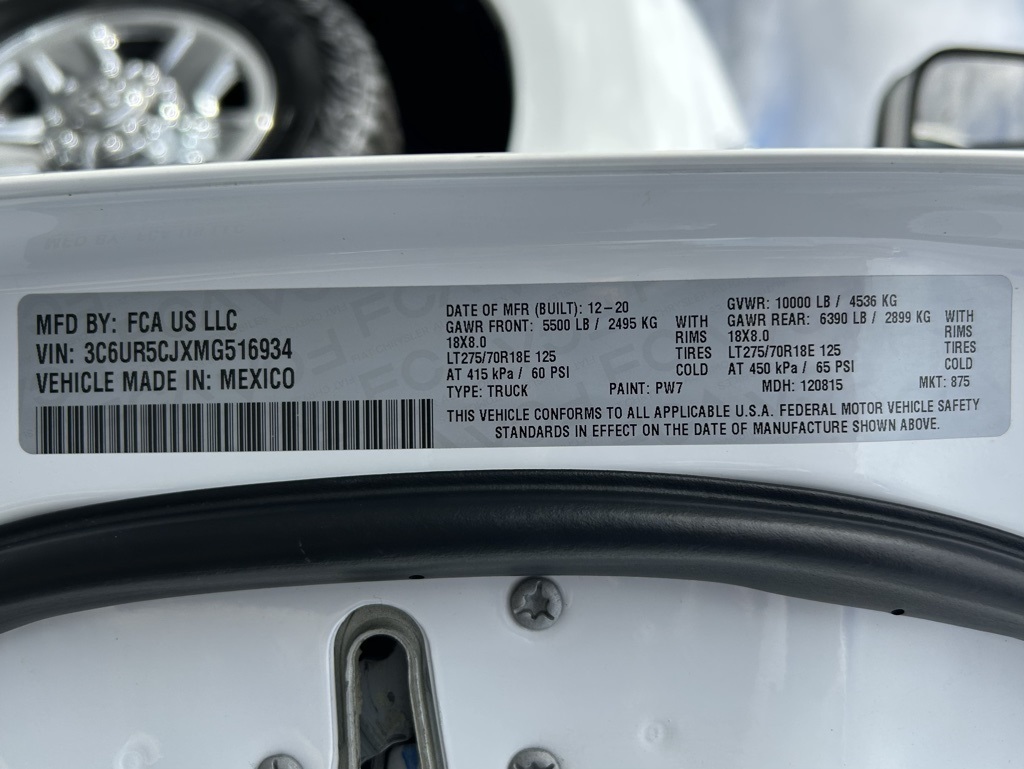 MFD BY: FCA US LLC
VIN: 3C6UR5CJXMG516934
VEHICLE MADE IN: MEXICO
DATE OF MFR (BUILT): 12-20
GAWR FRONT: 5500 LB / 2495 KG WITH
18X8.0 RIMS
LT275/70R18E 125 TIRES
AT 415 kPa / 60 PSI COLD
GVWR: 10000 LB / 4536 KG
GAWR REAR: 6390 LB / 2899 KG WITH
18X8.0 RIMS
LT275/70R18E 125 TIRES
AT 450 kPa / 65 PSI COLD
TYPE: TRUCK PAINT: PW7 MDH: 120815 MKT: 875
THIS VEHICLE CONFORMS TO ALL APPLICABLE U.S.A. FEDERAL MOTOR VEHICLE SAFETY
STANDARDS IN EFFECT ON THE DATE OF MANUFACTURE SHOWN ABOVE.